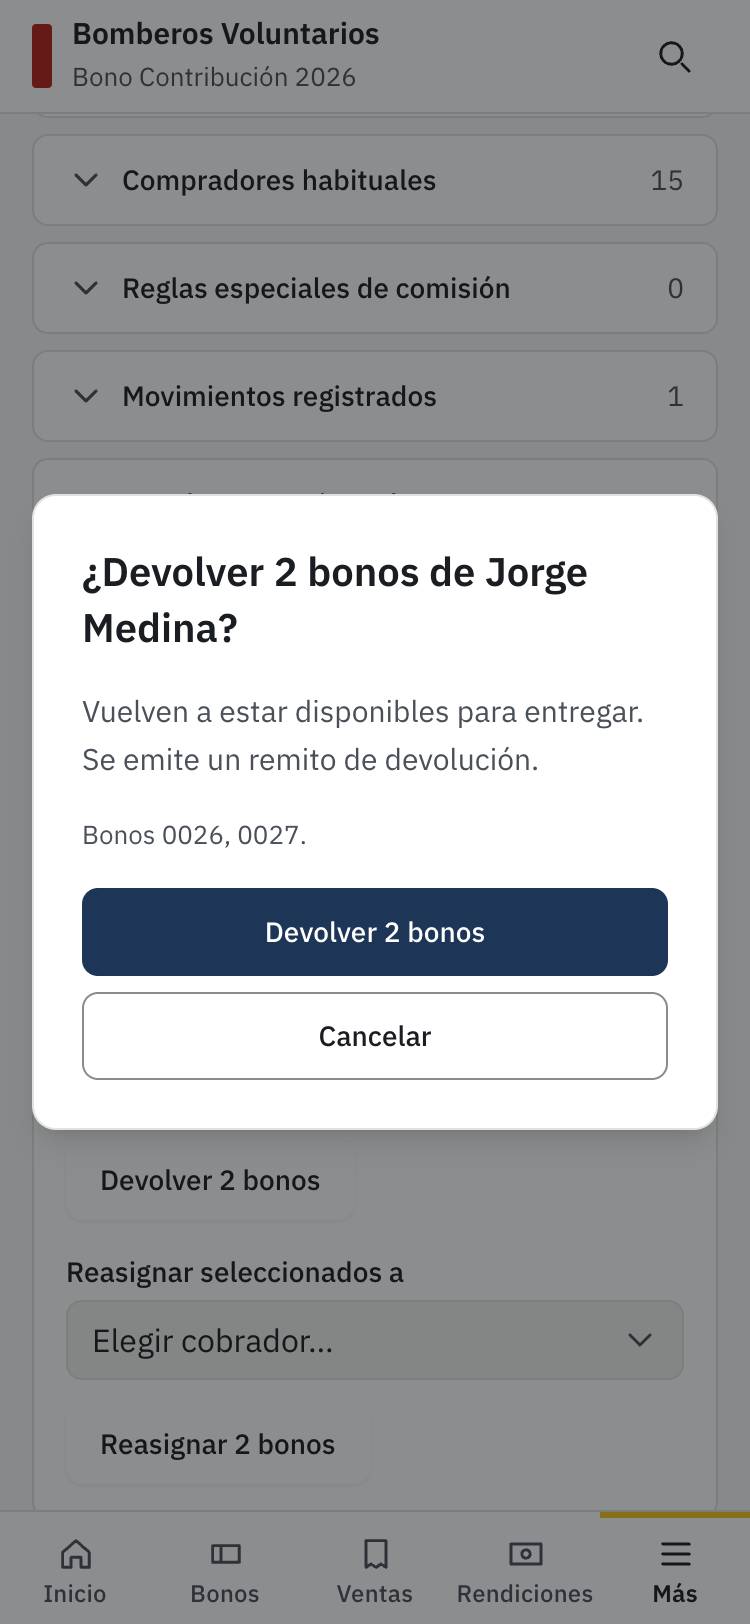 Bomberos Voluntarios
Bono Contribución 2026
Compradores habituales 15
Reglas especiales de comisión 0
Movimientos registrados 1
¿Devolver 2 bonos de Jorge
Medina?
Vuelven a estar disponibles para entregar.
Se emite un remito de devolución.
Bonos 0026, 0027.
Devolver 2 bonos
Cancelar
Devolver 2 bonos
Reasignar seleccionados a
Elegir cobrador...
Reasignar 2 bonos
Inicio Bonos Ventas Rendiciones Más